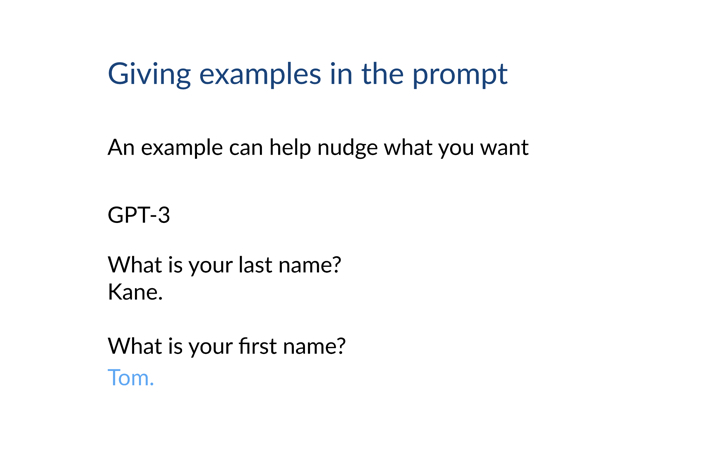 Giving examples in the prompt
An example can help nudge what you want
GPT-3
What is your last name?
Kane.
What is your first name?
Tom.